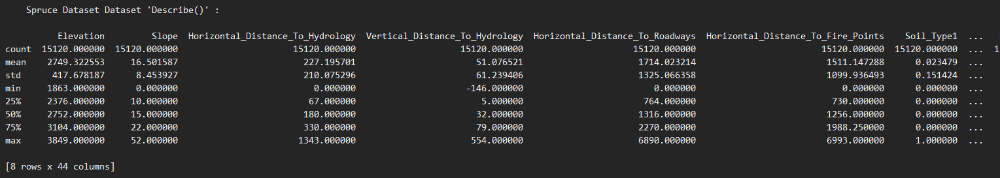 Spruce Dataset Dataset 'Describe()' :
Elevation Slope Horizontal_Distance_To_Hydrology Vertical_Distance_To_Hydrology Horizontal_Distance_To_Roadways Horizontal_Distance_To_Fire_Points Soil_Type1 ...
count 15120.000000 15120.000000 15120.000000 15120.000000 15120.000000 15120.000000 15120.000000 ... 1
mean 2749.322553 16.501587 227.195701 51.076521 1714.023214 1511.147288 0.023479 ...
std 417.678187 8.453927 210.075296 61.239406 1325.066358 1099.936493 0.151424 ...
min 1863.000000 0.000000 0.000000 -146.000000 0.000000 0.000000 0.000000 ...
25% 2376.000000 10.000000 67.000000 5.000000 764.000000 730.000000 0.000000 ...
50% 2752.000000 15.000000 180.000000 32.000000 1316.000000 1256.000000 0.000000 ...
75% 3104.000000 22.000000 330.000000 79.000000 2270.000000 1988.250000 0.000000 ...
max 3849.000000 52.000000 1343.000000 554.000000 6890.000000 6993.000000 1.000000 ...
[8 rows x 44 columns]